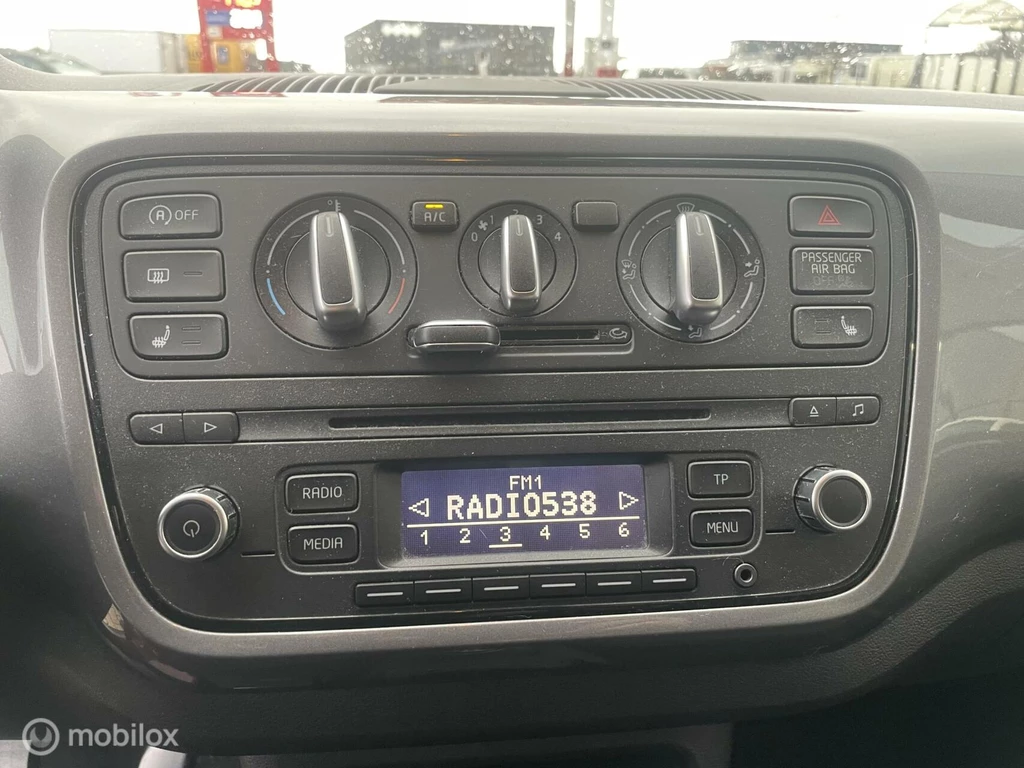 A OFF
A/C
0 1 2 3 4
PASSENGER
AIR BAG
OFF
RADIO
MEDIA
FM1
RADIO538
1 2 3 4 5 6
TP
MENU
mobilox